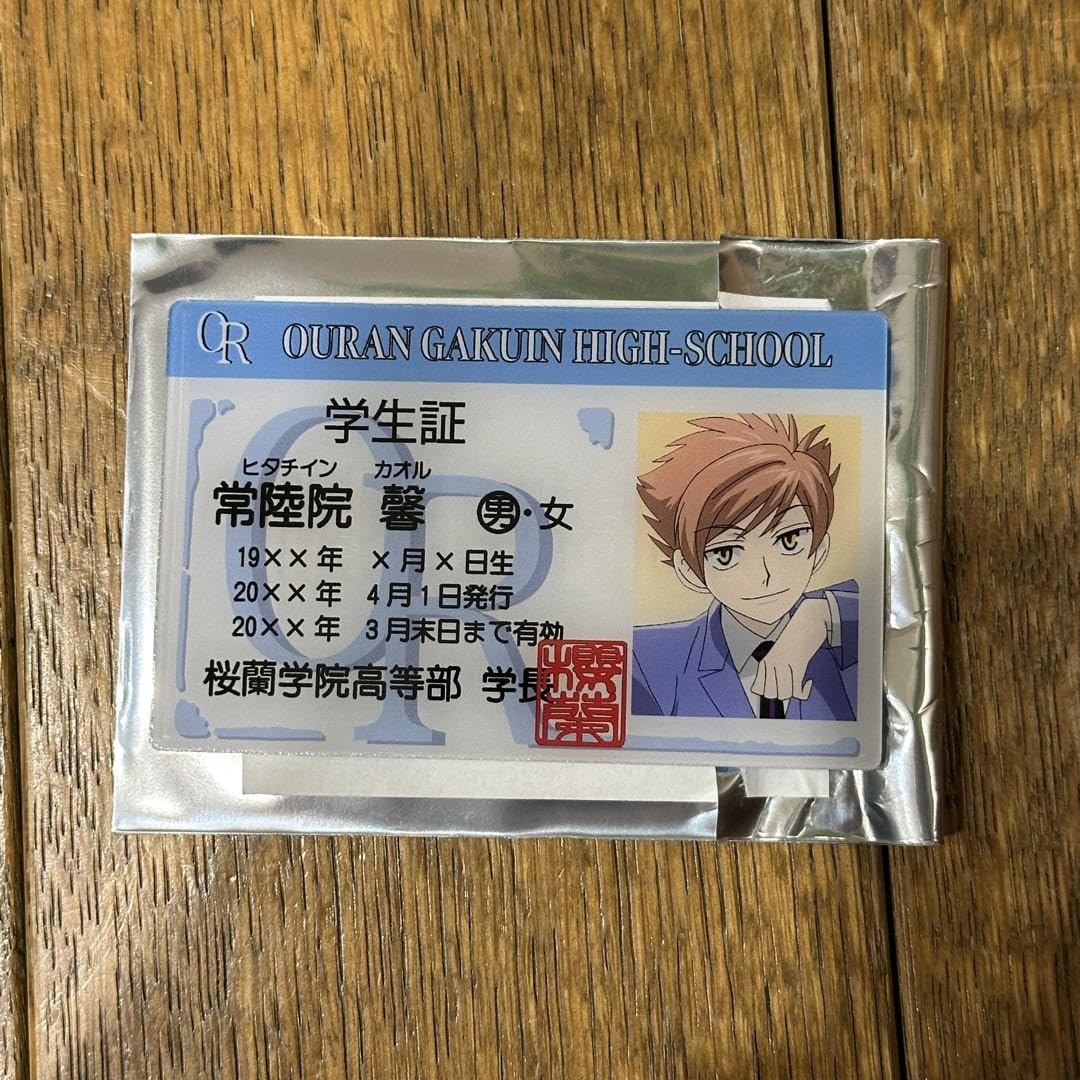 OR OURAN GAKUIN HIGH-SCHOOL
学生証
ヒタチイン カオル
常陸院 馨 男・女
19××年 ×月×日生
20××年 4月1日発行
20××年 3月末日まで有効
桜蘭学院高等部 学長
櫻蘭